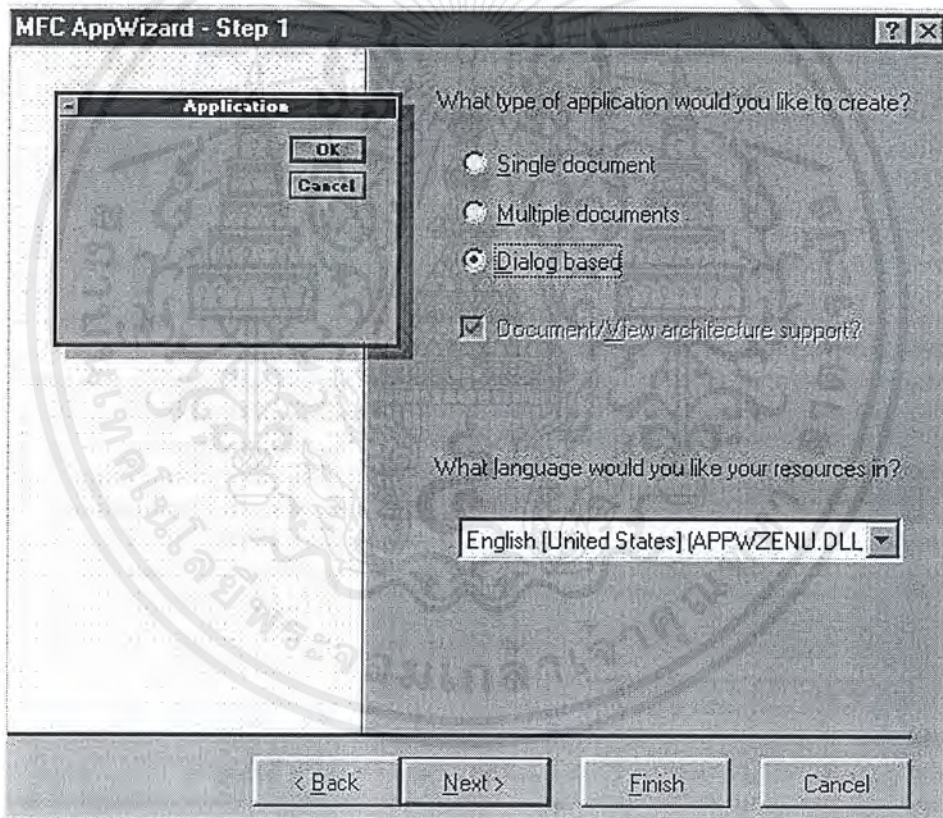 MFC AppWizard - Step 1
Application
OK
Cancel
What type of application would you like to create?
Single document
Multiple documents
Dialog based
Document/View architecture support?
What language would you like your resources in?
English [United States] (APPWZENU.DLL
< Back
Next >
Finish
Cancel